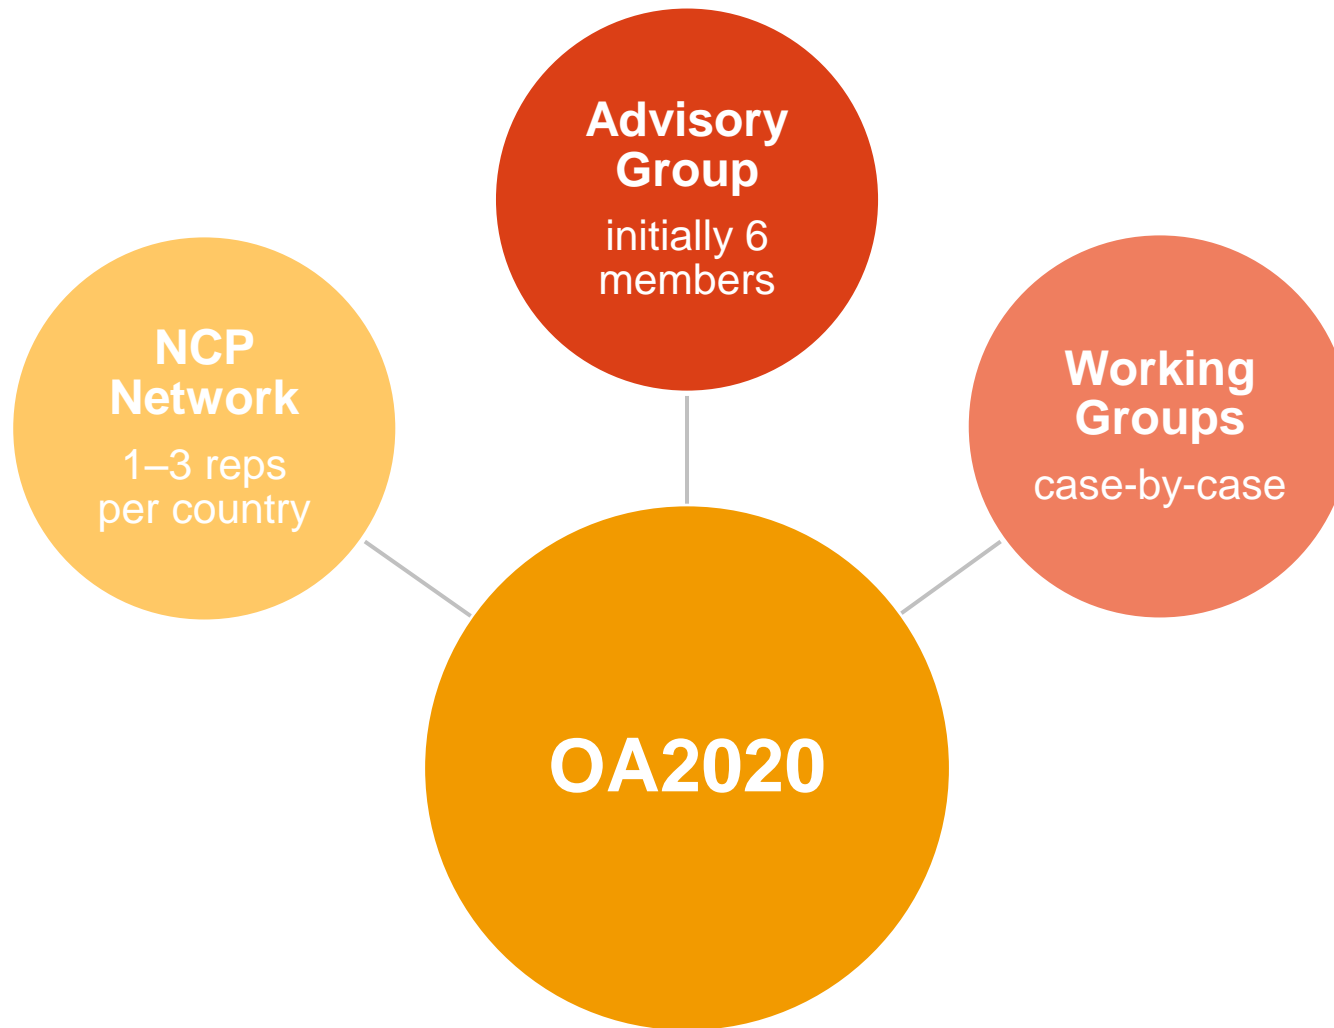 Advisory
Group
initially 6
members
NCP
Network
1–3 reps
per country
Working
Groups
case-by-case
OA2020